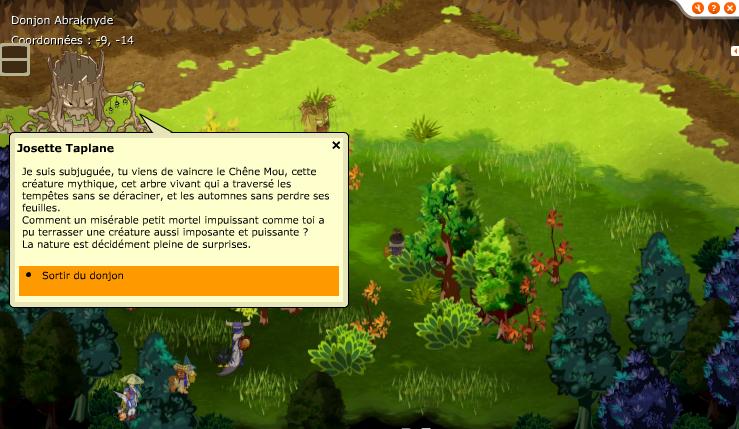 Donjon Abraknyde
Coordonnées : -9, -14
Josette Taplane
Je suis subjuguée, tu viens de vaincre le Chêne Mou, cette
créature mythique, cet arbre vivant qui a traversé les
tempêtes sans se déraciner, et les automnes sans perdre ses
feuilles.
Comment un misérable petit mortel impuissant comme toi a
pu terrasser une créature aussi imposante et puissante ?
La nature est décidément pleine de surprises.
Sortir du donjon